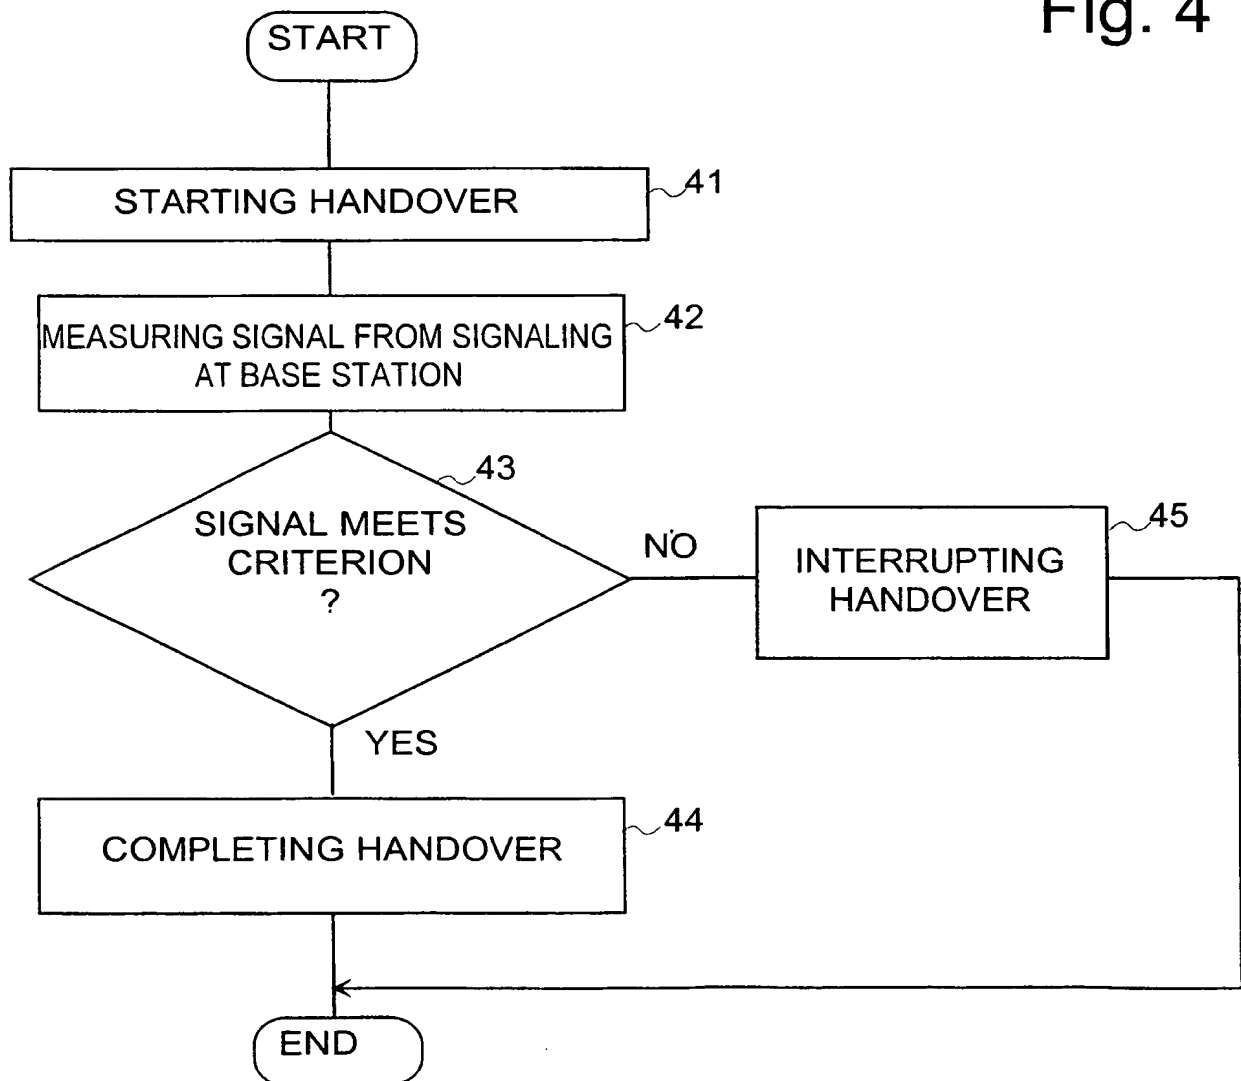 Fig. 4
START
STARTING HANDOVER
41
MEASURING SIGNAL FROM SIGNALING
AT BASE STATION
42
43
SIGNAL MEETS
CRITERION
?
NO
INTERRUPTING
HANDOVER
45
YES
COMPLETING HANDOVER
44
END